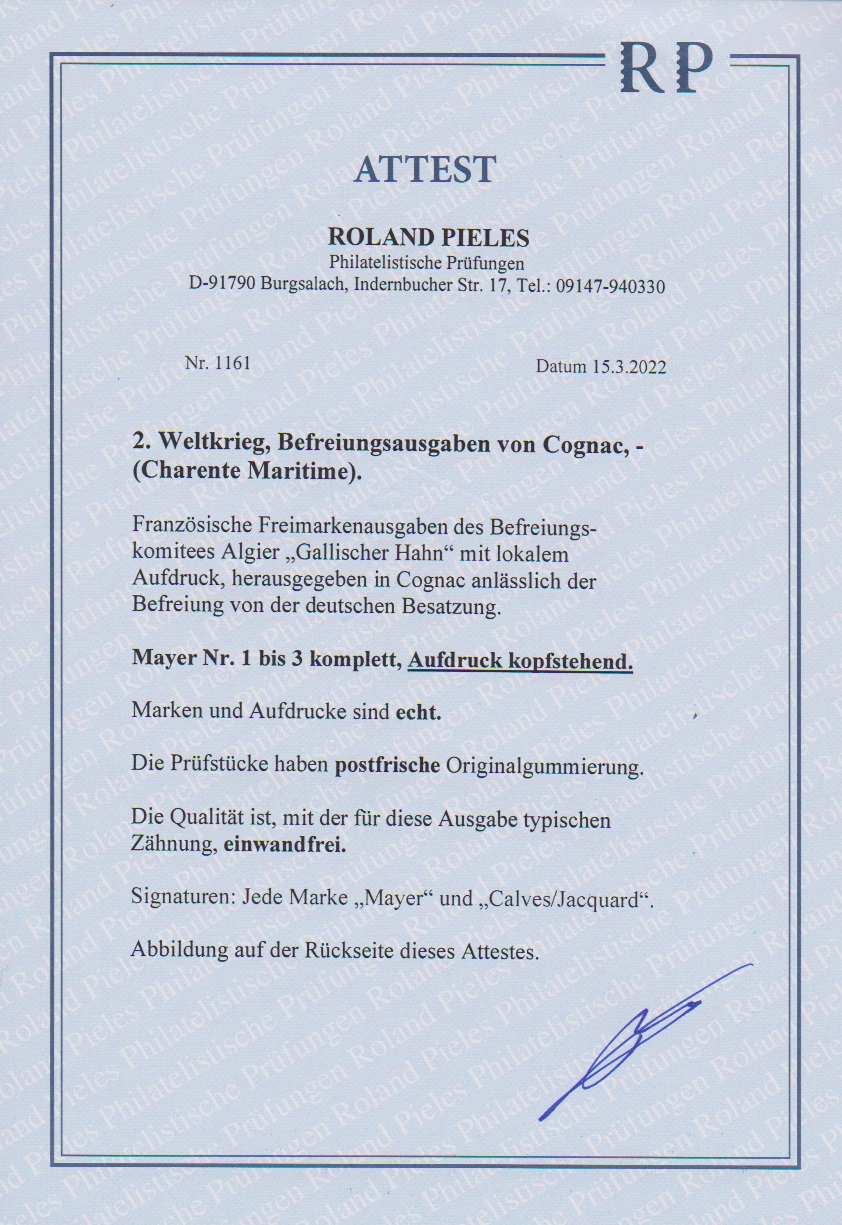 RP
ATTEST
ROLAND PIELES
Philatelistische Prüfungen
D-91790 Burgsalach, Indernbucher Str. 17, Tel.: 09147-940330
Nr. 1161
Datum 15.3.2022
2. Weltkrieg, Befreiungsausgaben von Cognac, -
(Charente Maritime).
Französische Freimarkenausgaben des Befreiungs-
komitees Algier „Gallischer Hahn“ mit lokalem
Aufdruck, herausgegeben in Cognac anlässlich der
Befreiung von der deutschen Besatzung.
Mayer Nr. 1 bis 3 komplett, Aufdruck kopfstehend.
Marken und Aufdrucke sind echt.
Die Prüfstücke haben postfrische Originalgummierung.
Die Qualität ist, mit der für diese Ausgabe typischen
Zähnung, einwandfrei.
Signaturen: Jede Marke „Mayer“ und „Calves/Jacquard“.
Abbildung auf der Rückseite dieses Attestes.